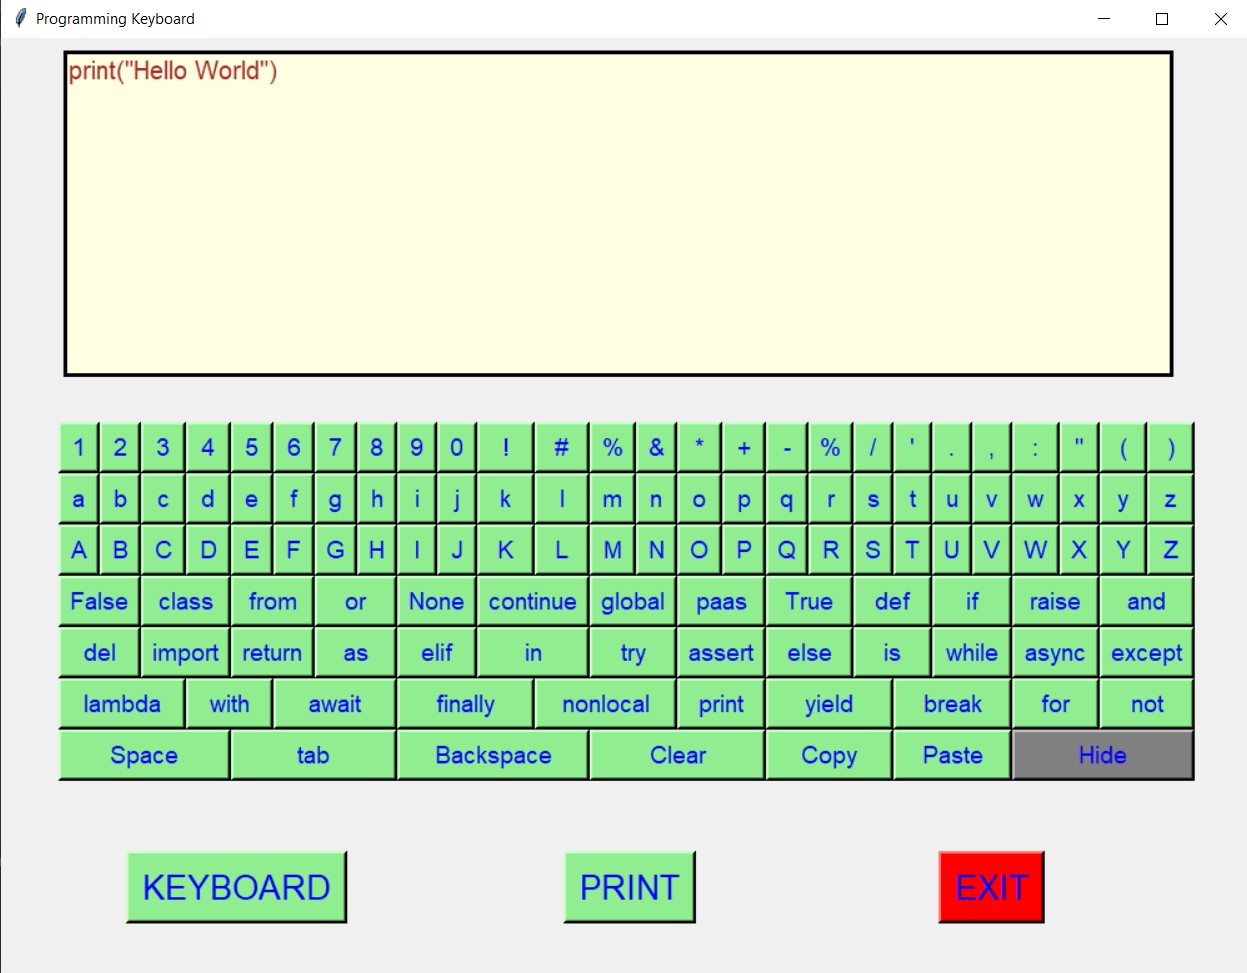 Programming Keyboard
print("Hello World")
1 2 3 4 5 6 7 8 9 0 ! # % & * + - % / ' . , : " ( )
a b c d e f g h i j k l m n o p q r s t u v w x y z
A B C D E F G H I J K L M N O P Q R S T U V W X Y Z
False class from or None continue global paas True def if raise and
del import return as elif in try assert else is while async except
lambda with await finally nonlocal print yield break for not
Space tab Backspace Clear Copy Paste Hide
KEYBOARD PRINT EXIT